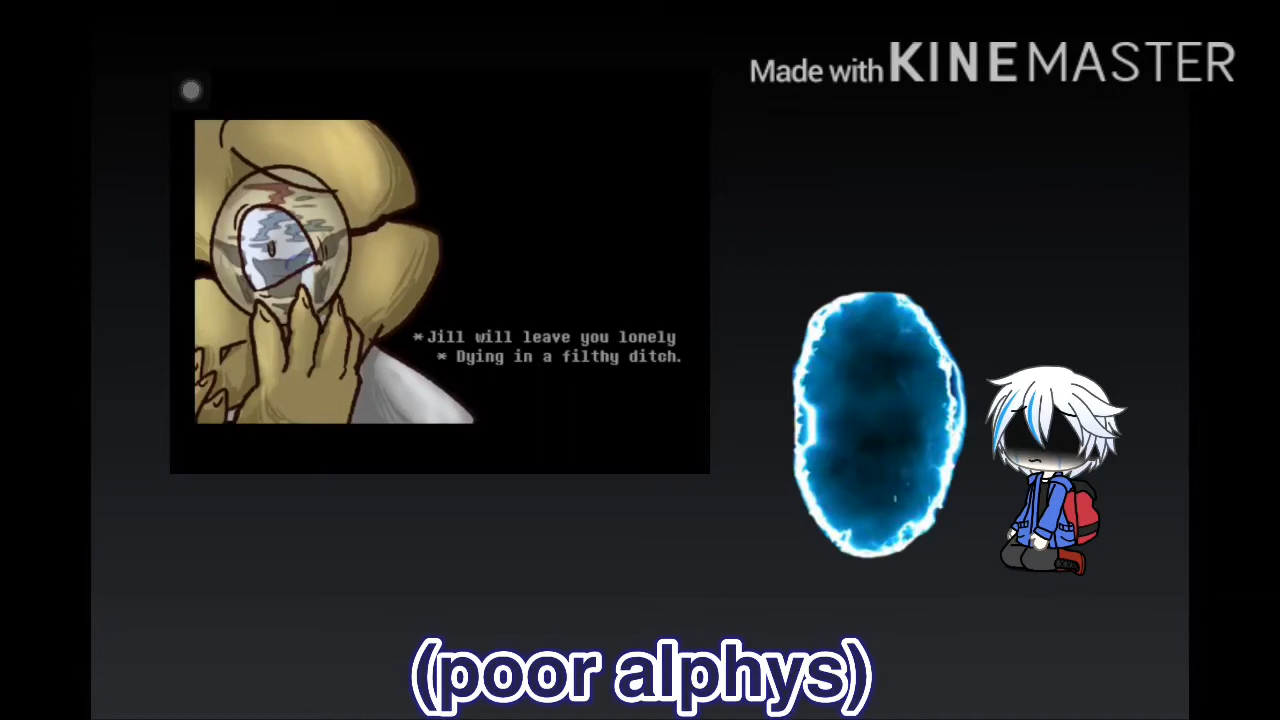 Made with KINEMASTER
*Jill will leave you lonely
* Dying in a filthy ditch.
(poor alphys)